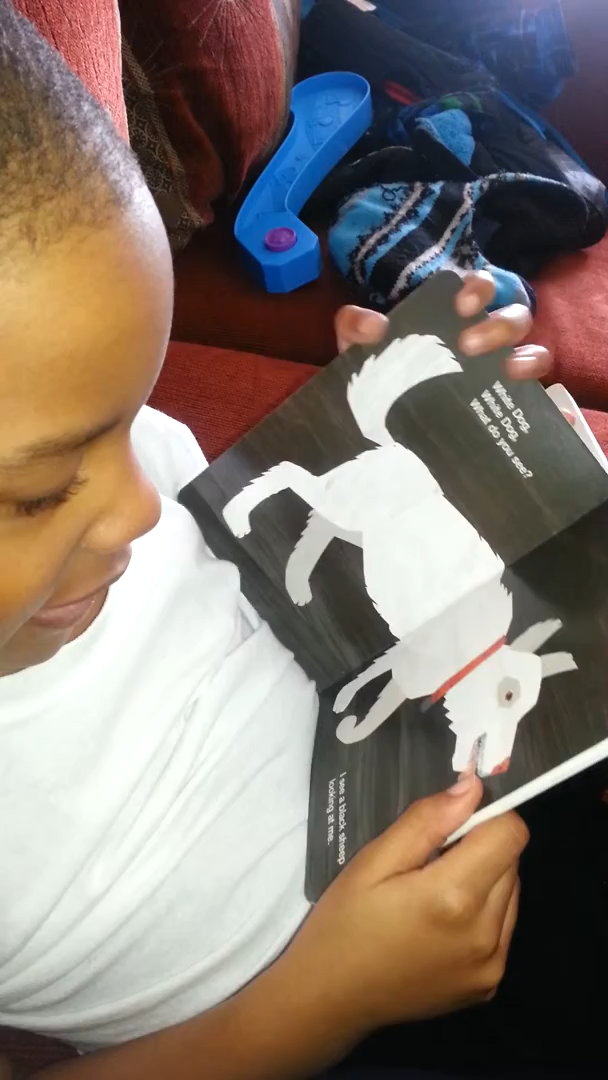 White Dog,
White Dog,
What do you see?
I see a black sheep
looking at me.